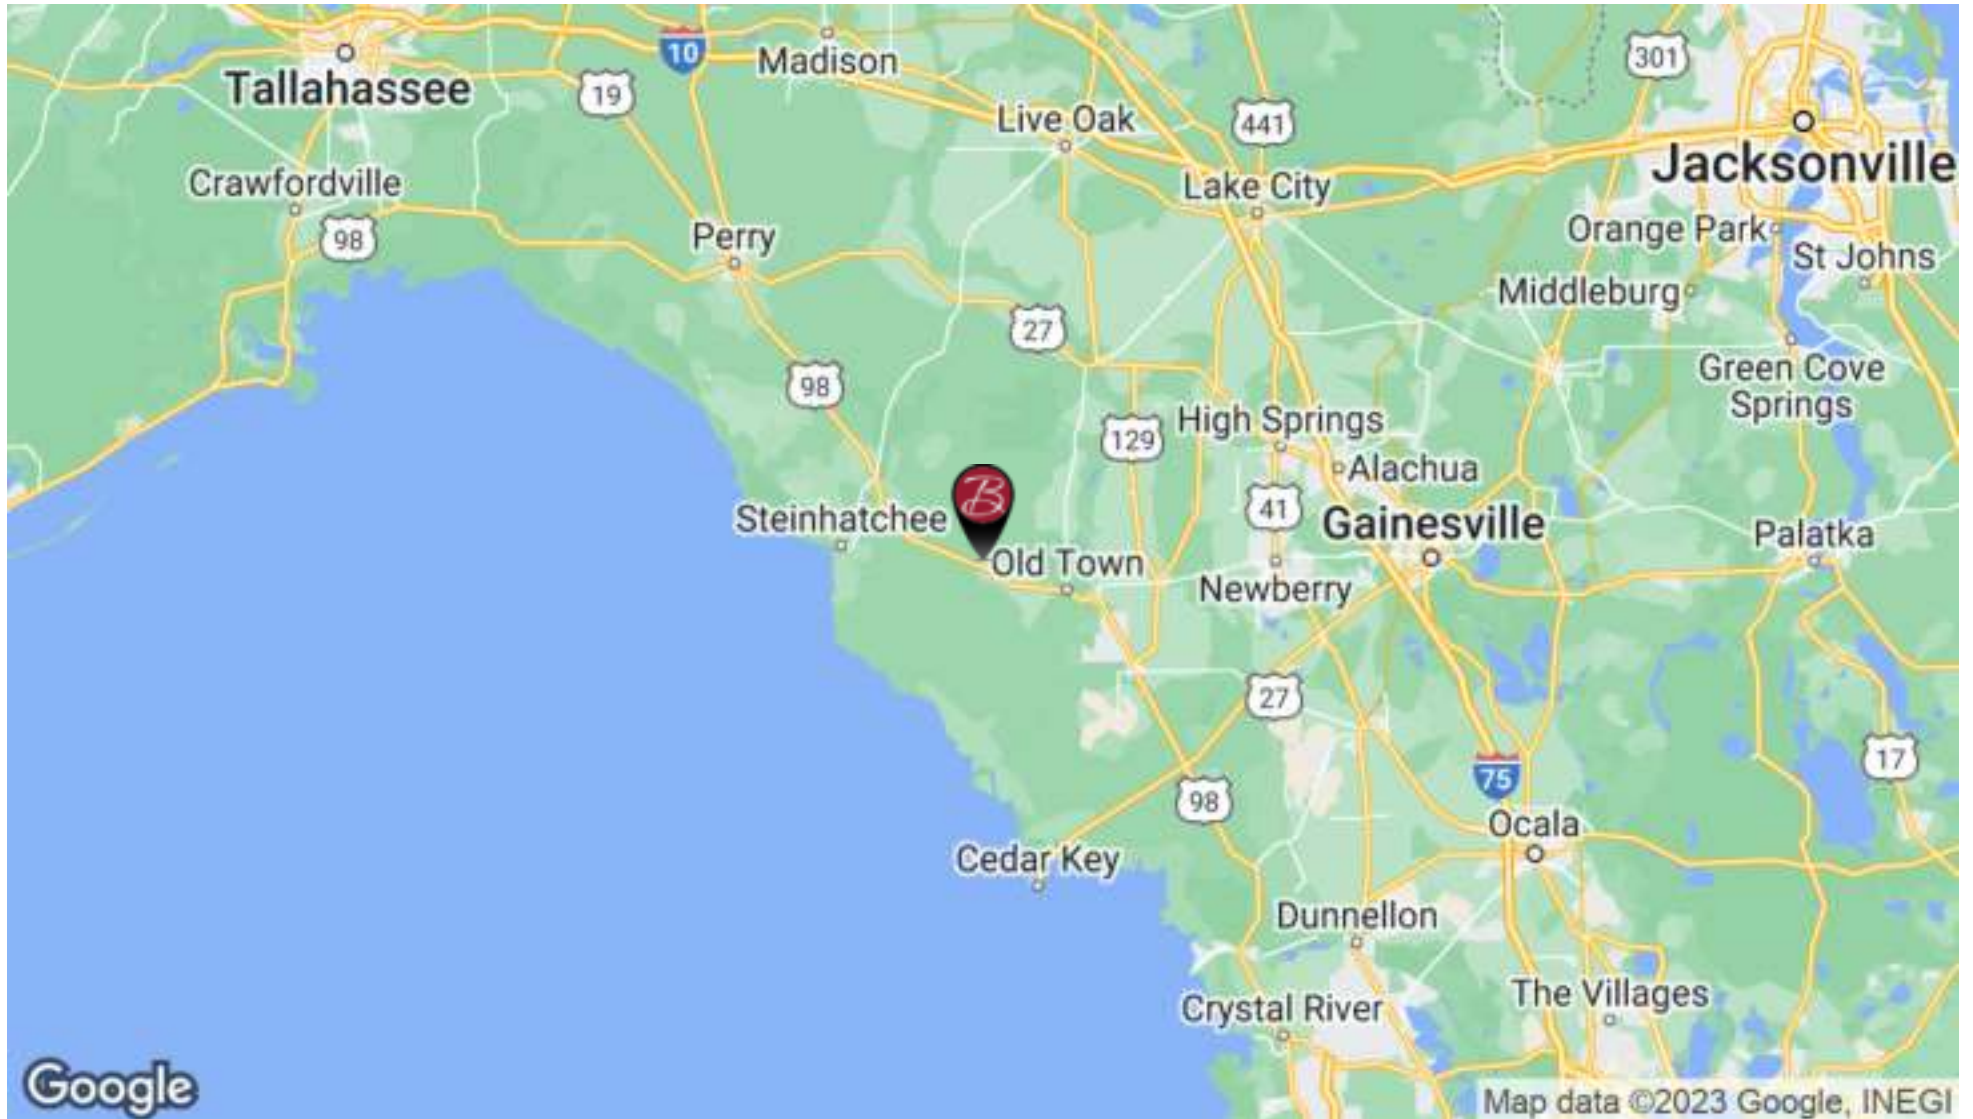 10
Madison
301
Tallahassee
19
Live Oak
441
Jacksonville
Crawfordville
Lake City
98
Perry
Orange Park
St Johns
Middleburg
27
98
Green Cove
Springs
High Springs
129
Alachua
B
41
Steinhatchee
Gainesville
Old Town
Palatka
Newberry
27
17
75
98
Ocala
Cedar Key
Dunnellon
The Villages
Crystal River
Google
Map data ©2023 Google, INEGI